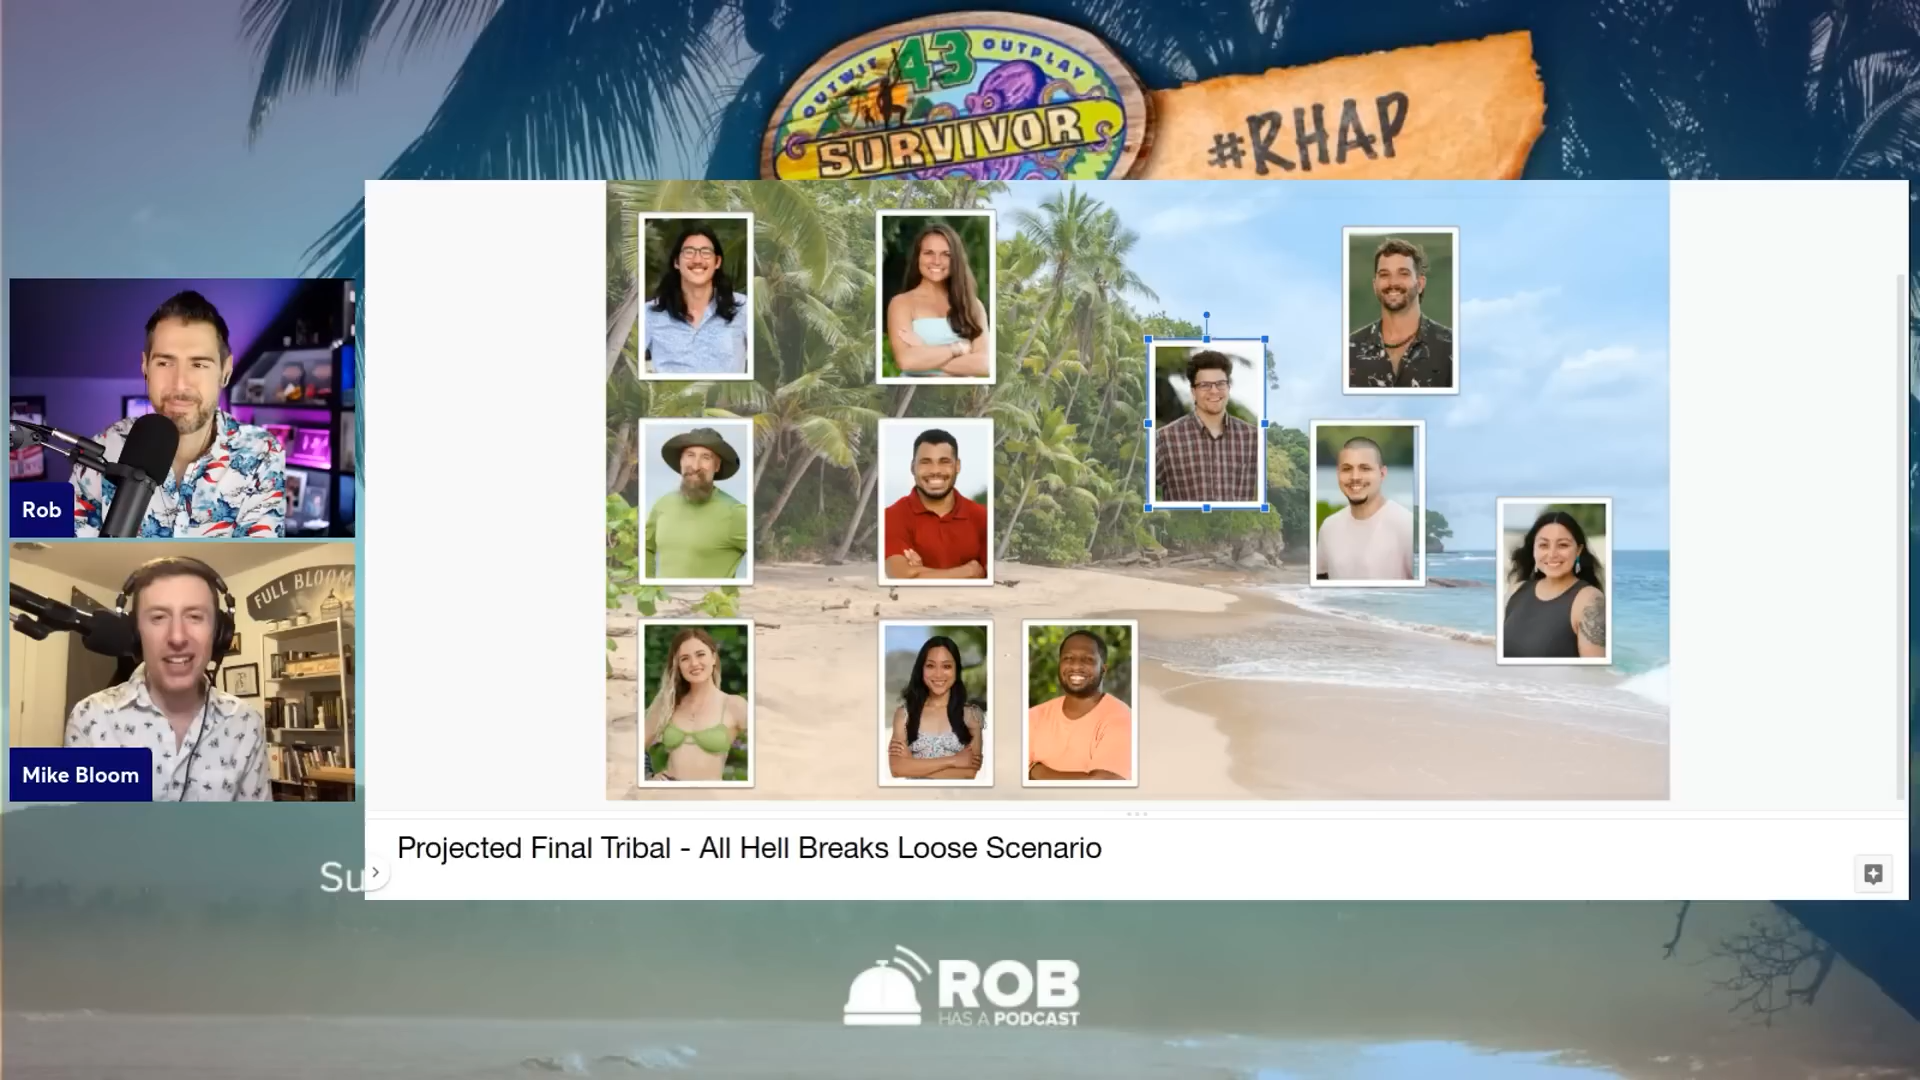 OUTWIT 43 OUTPLAY
SURVIVOR
#RHAP
Rob
FULL BLOOM
Mike Bloom
Projected Final Tribal - All Hell Breaks Loose Scenario
Su
ROB
HAS A PODCAST